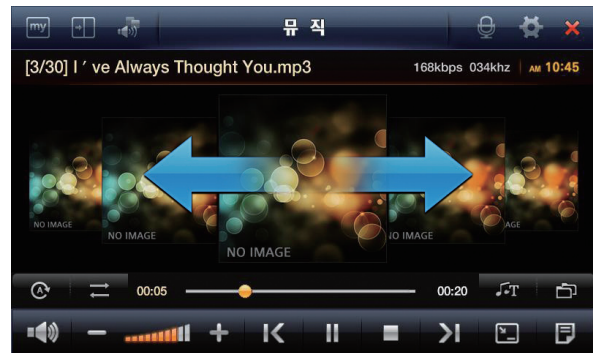 my
뮤 직
[3/30] I ′ ve Always Thought You.mp3
168kbps 034khz
AM 10:45
NO IMAGE
NO IMAGE
NO IMAGE
NO IMAGE
AGE
A
00:05
00:20
T